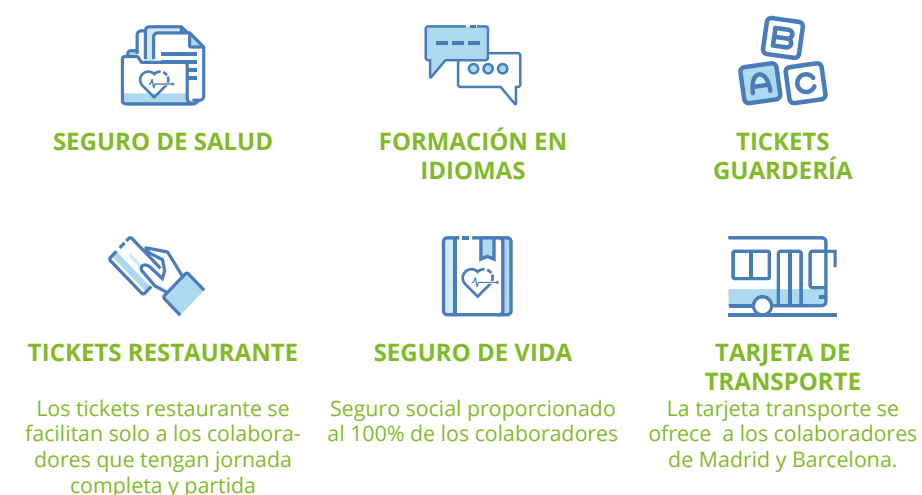 B
A C
SEGURO DE SALUD
FORMACIÓN EN
IDIOMAS
TICKETS
GUARDERÍA
TICKETS RESTAURANTE
Los tickets restaurante se
facilitan solo a los colabora-
dores que tengan jornada
completa y partida
SEGURO DE VIDA
Seguro social proporcionado
al 100% de los colaboradores
TARJETA DE
TRANSPORTE
La tarjeta transporte se
ofrece  a los colaboradores
de Madrid y Barcelona.